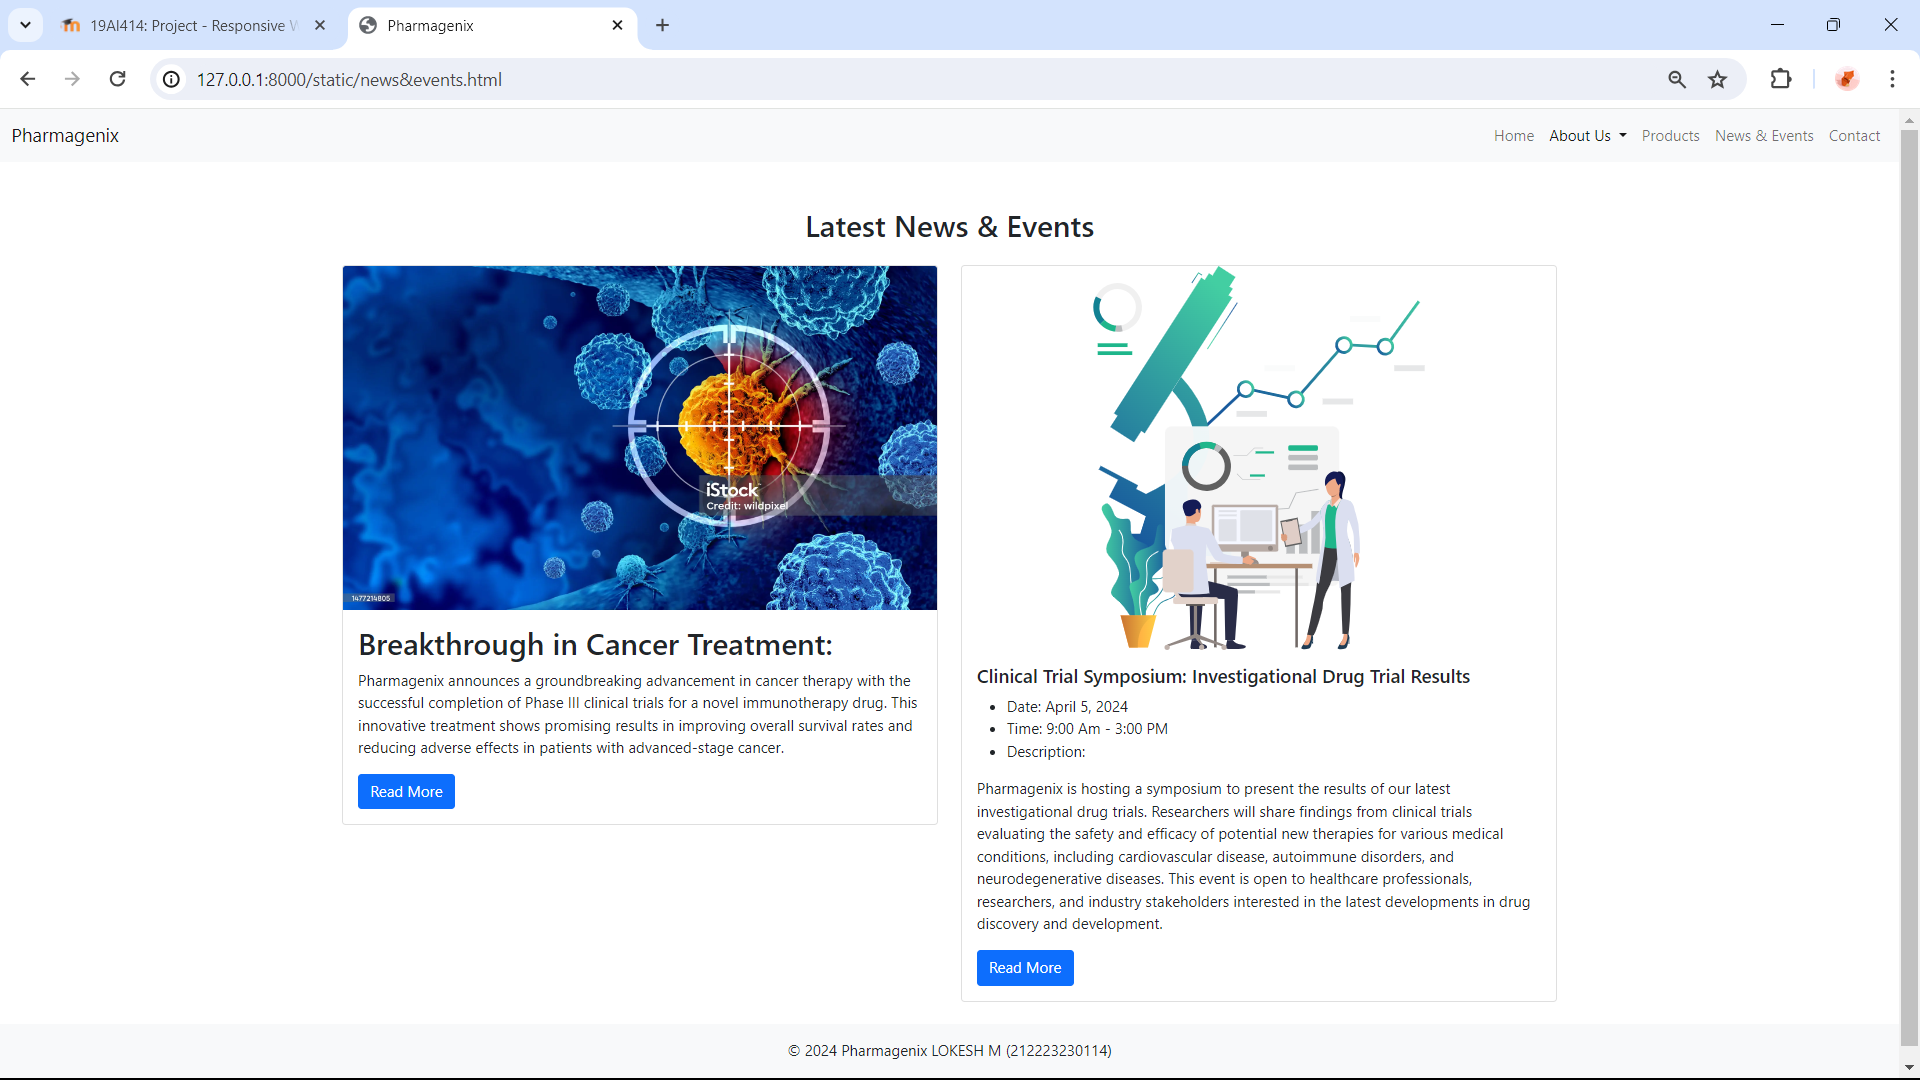 19AI414: Project - Responsive W
Pharmagenix
127.0.0.1:8000/static/news&events.html
Pharmagenix
Home
About Us
Products
News & Events
Contact
Latest News & Events
iStock
Credit: wildpixel
1477214805
Breakthrough in Cancer Treatment:
Pharmagenix announces a groundbreaking advancement in cancer therapy with the
successful completion of Phase III clinical trials for a novel immunotherapy drug. This
innovative treatment shows promising results in improving overall survival rates and
reducing adverse effects in patients with advanced-stage cancer.
Read More
Clinical Trial Symposium: Investigational Drug Trial Results
Date: April 5, 2024
Time: 9:00 Am - 3:00 PM
Description:
Pharmagenix is hosting a symposium to present the results of our latest
investigational drug trials. Researchers will share findings from clinical trials
evaluating the safety and efficacy of potential new therapies for various medical
conditions, including cardiovascular disease, autoimmune disorders, and
neurodegenerative diseases. This event is open to healthcare professionals,
researchers, and industry stakeholders interested in the latest developments in drug
discovery and development.
Read More
© 2024 Pharmagenix LOKESH M (212223230114)